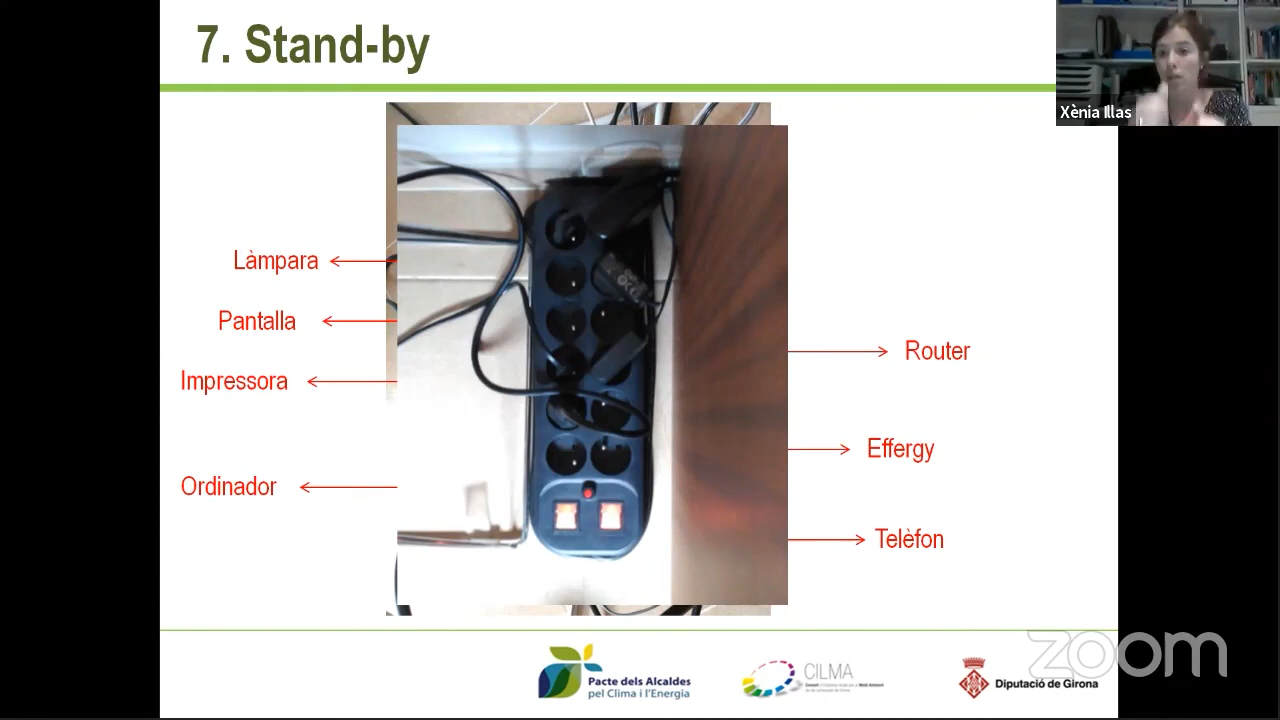 7. Stand-by
Xènia Illas
Làmpara
Pantalla
Impressora
Ordinador
Router
Effergy
Telèfon
Pacte dels Alcaldes
pel Clima i l'Energia
CILMA
Diputació de Girona
zoom